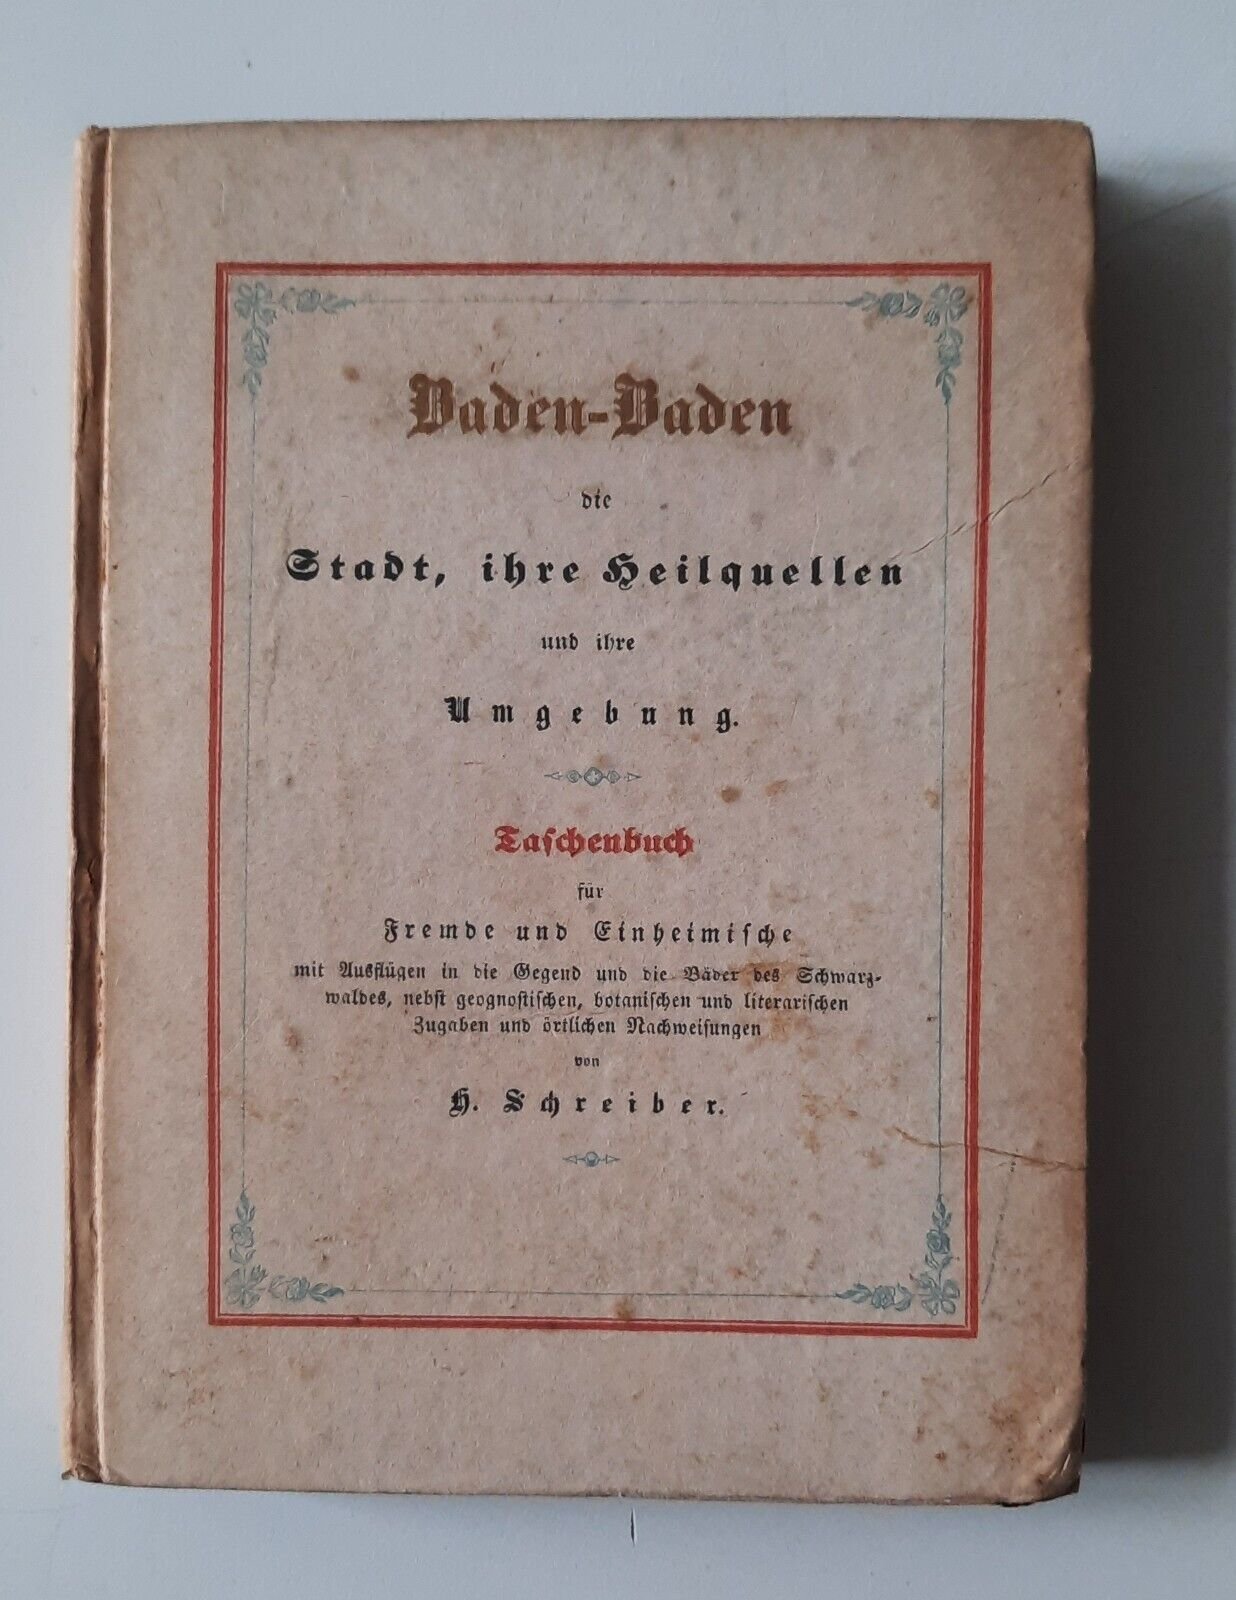 Baden-Baden
die
Stadt, ihre Heilquellen
und ihre
Umgebung.
Taschenbuch
für
Fremde und Einheimische
mit Ausflügen in die Gegend und die Bäder des Schwarz-
waldes, nebst geognostischen, botanischen und literarischen
Zugaben und örtlichen Nachweisungen
von
H. Schreiber.